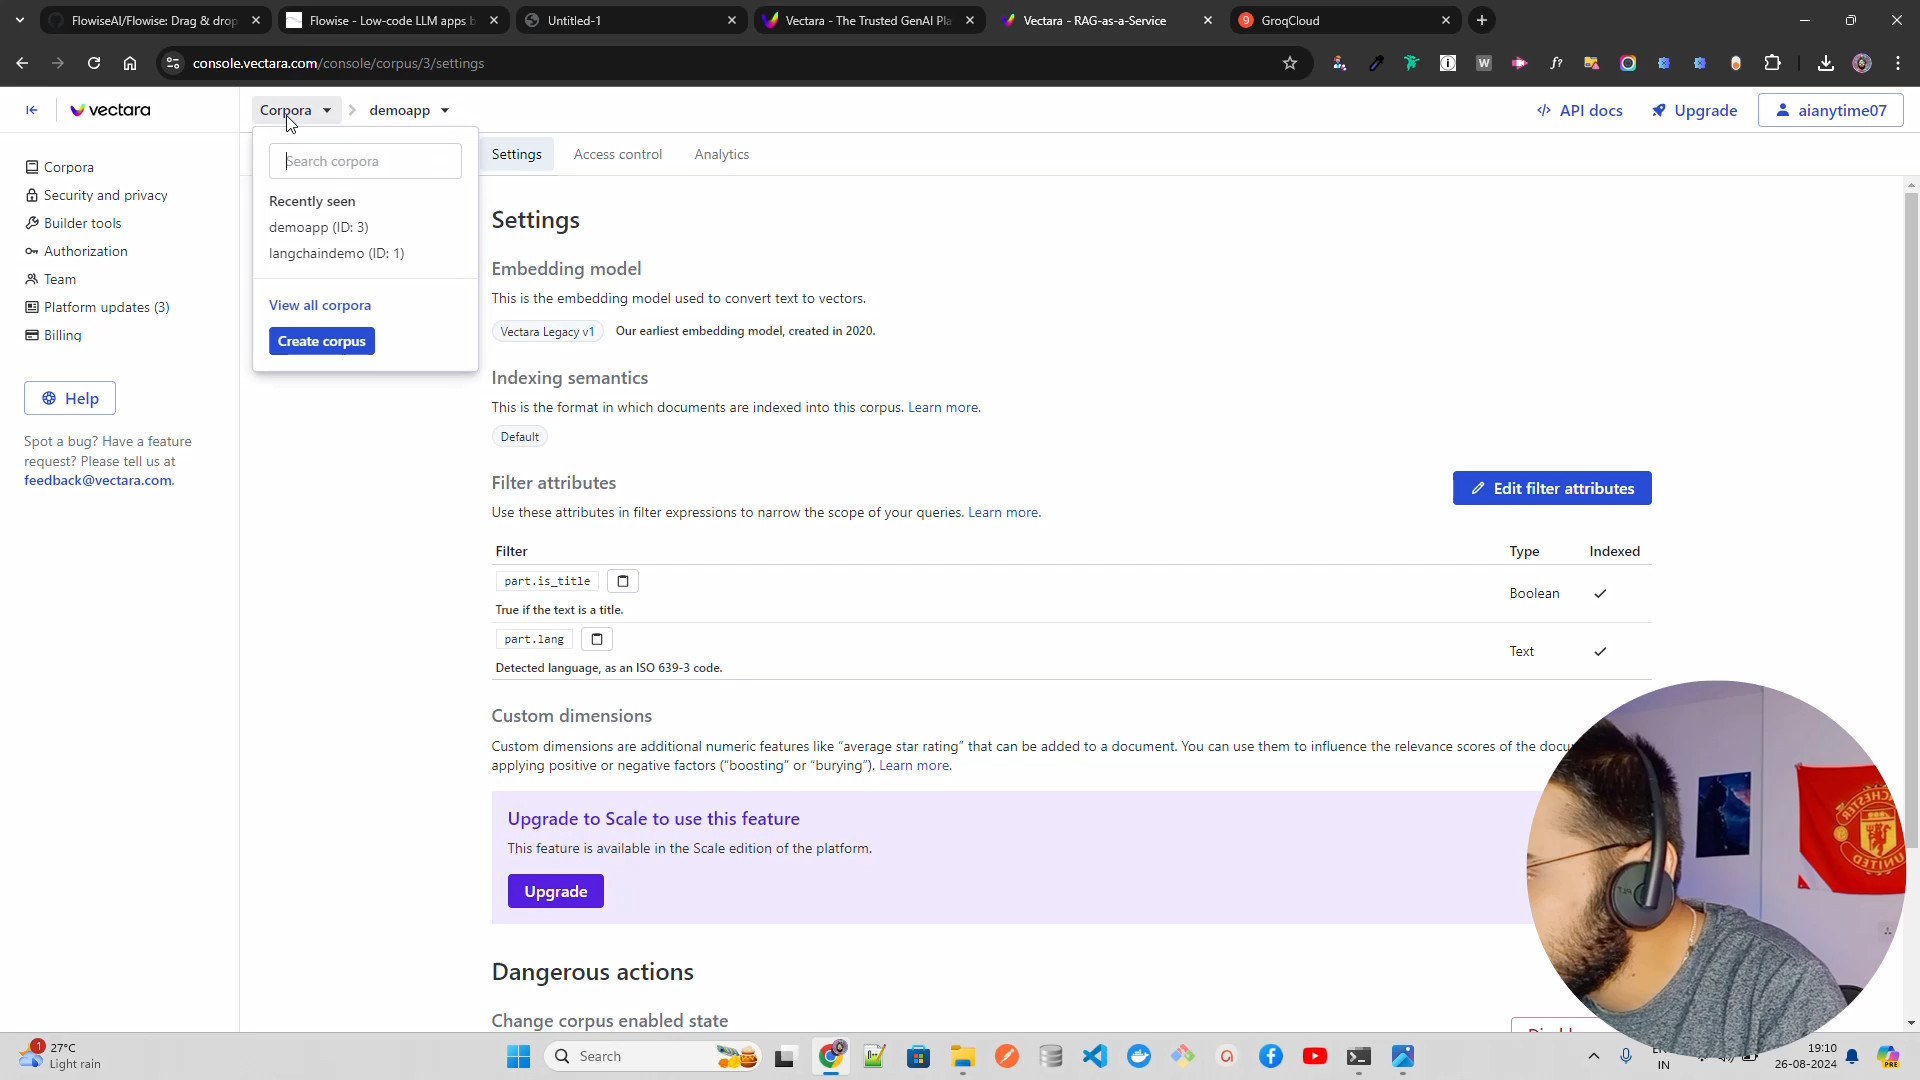 FlowiseAI/Flowise: Drag & drop
Flowise - Low-code LLM apps b
Untitled-1
Vectara - The Trusted GenAI Pla
Vectara - RAG-as-a-Service
GroqCloud
console.vectara.com/console/corpus/3/settings
vectara
Corpora
demoapp
API docs
Upgrade
aianytime07
Search corpora
Settings
Access control
Analytics
Corpora
Security and privacy
Builder tools
Authorization
Team
Platform updates (3)
Billing
Help
Spot a bug? Have a feature
request? Please tell us at
feedback@vectara.com.
Recently seen
demoapp (ID: 3)
langchaindemo (ID: 1)
View all corpora
Create corpus
Settings
Embedding model
This is the embedding model used to convert text to vectors.
Vectara Legacy v1 Our earliest embedding model, created in 2020.
Indexing semantics
This is the format in which documents are indexed into this corpus. Learn more.
Default
Filter attributes
Edit filter attributes
Use these attributes in filter expressions to narrow the scope of your queries. Learn more.
Filter Type Indexed
part.is_title
True if the text is a title.
Boolean
part.lang
Detected language, as an ISO 639-3 code.
Text
Custom dimensions
Custom dimensions are additional numeric features like “average star rating” that can be added to a document. You can use them to influence the relevance scores of the
applying positive or negative factors (“boosting” or “burying”). Learn more.
Upgrade to Scale to use this feature
This feature is available in the Scale edition of the platform.
Upgrade
Dangerous actions
Change corpus enabled state
UNITED
1
27°C
Light rain
Search
IN
19:10
26-08-2024
PRE